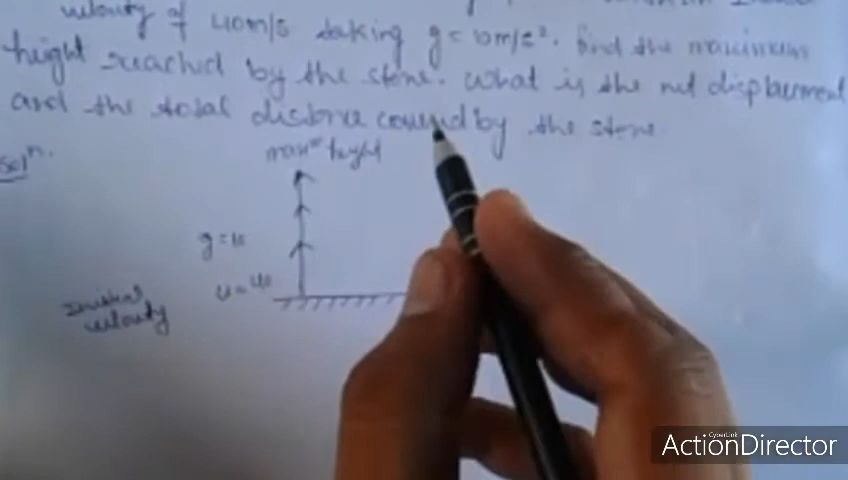 velocity of 40m/s taking g = 10m/s². find the maximum
height reached by the stone. what is the net displacement
and the total distance covered by the stone.
Solⁿ.
maxᵐ height
g = 10
u = 40
Initial
velocity
CyberLink
ActionDirector